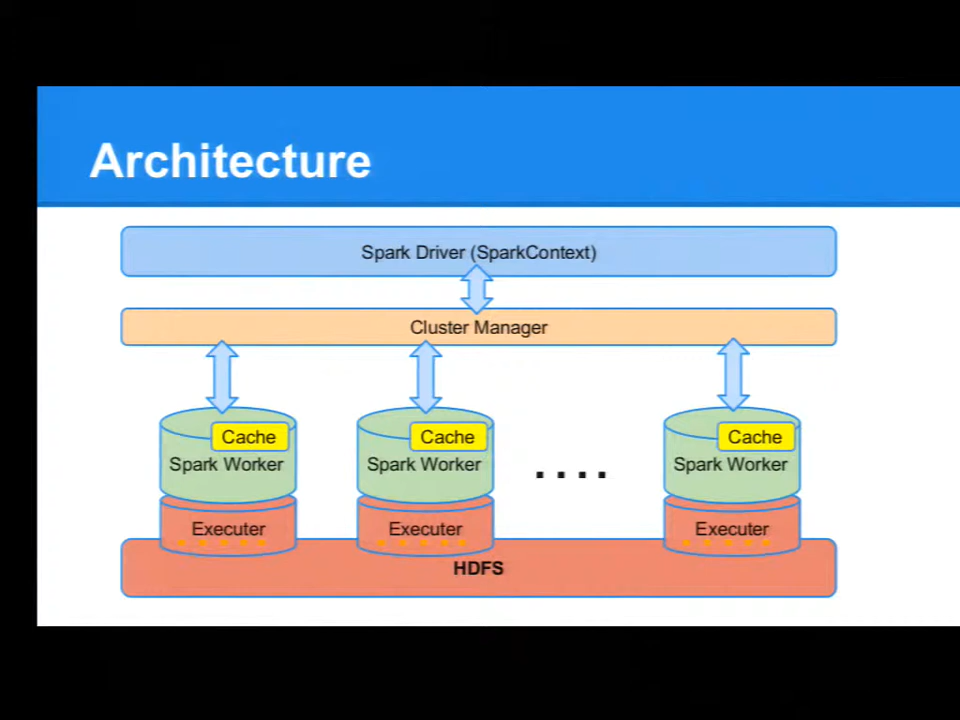 Architecture
Spark Driver (SparkContext)
Cluster Manager
Cache
Cache
Cache
Spark Worker
Spark Worker
. . . .
Spark Worker
Executer
Executer
Executer
HDFS